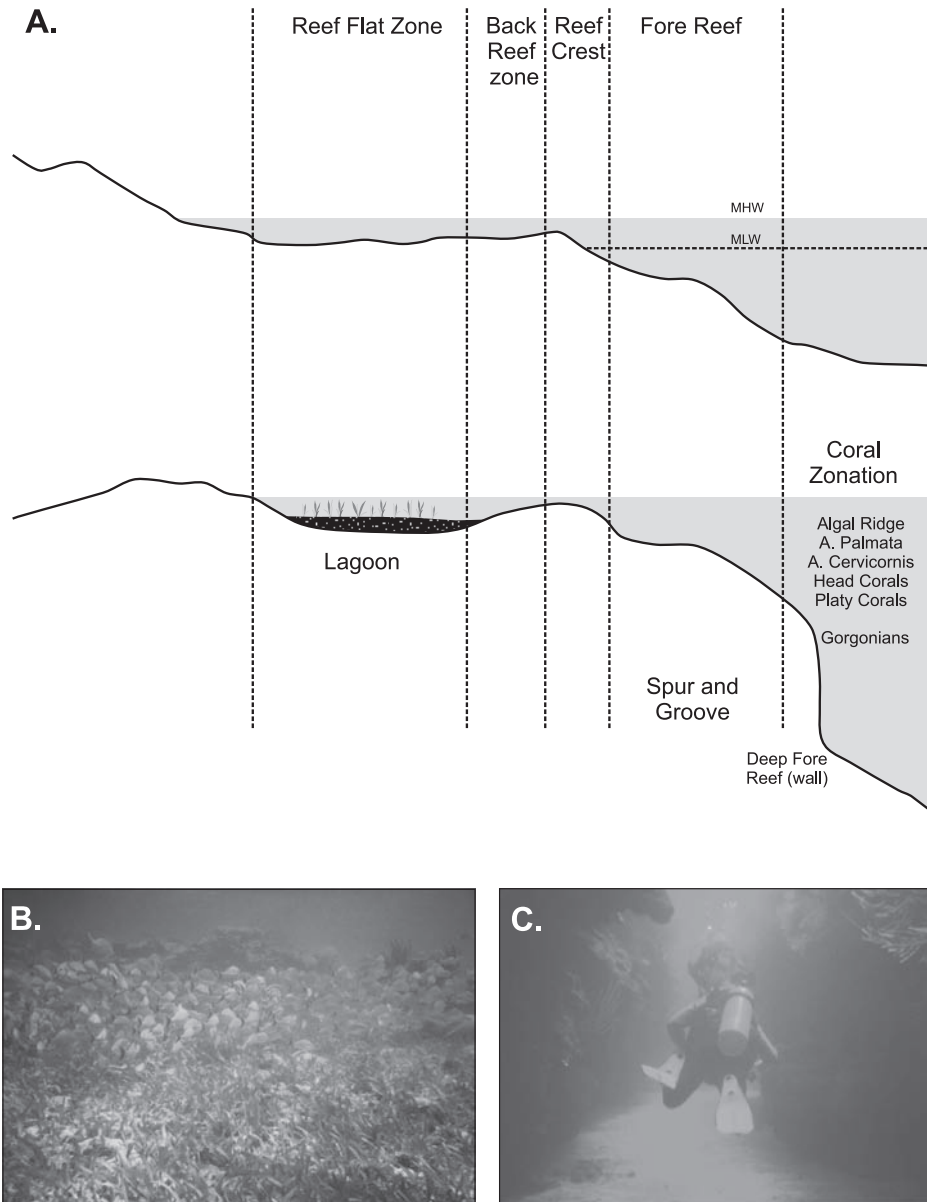 A.
Reef Flat Zone
Back
Reef
zone
Reef
Crest
Fore Reef
MHW
MLW
Coral
Zonation
Algal Ridge
A. Palmata
A. Cervicornis
Head Corals
Platy Corals
Gorgonians
Lagoon
Spur and
Groove
Deep Fore
Reef (wall)
B.
C.